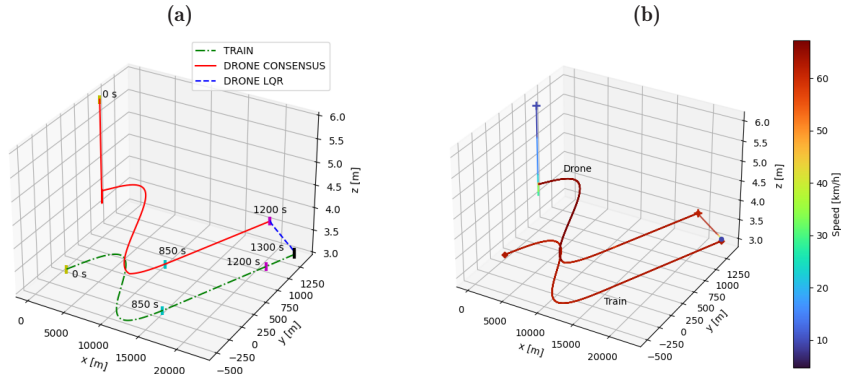 (a)
TRAIN
DRONE CONSENSUS
DRONE LQR
0 s
0 s
850 s
850 s
1200 s
1200 s
1300 s
0
5000
10000
15000
20000
x [m]
−500
−250
0
250
500
750
1000
1250
y [m]
3.0
3.5
4.0
4.5
5.0
5.5
6.0
z [m]
(b)
Drone
Train
0
5000
10000
15000
20000
x [m]
−500
−250
0
250
500
750
1000
1250
y [m]
3.0
3.5
4.0
4.5
5.0
5.5
6.0
z [m]
60
50
40
30
20
10
Speed [km/h]